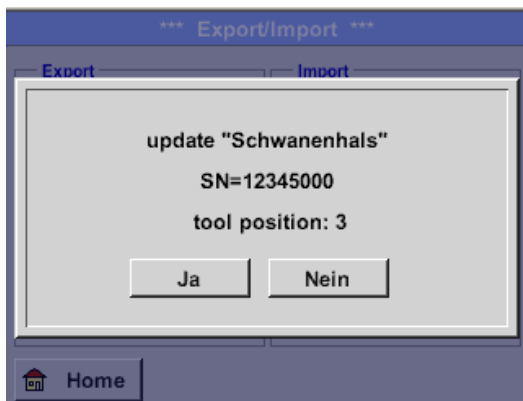 *** Export/Import ***
Export Import
update "Schwanenhals"
SN=12345000
tool position: 3
Ja Nein
Home